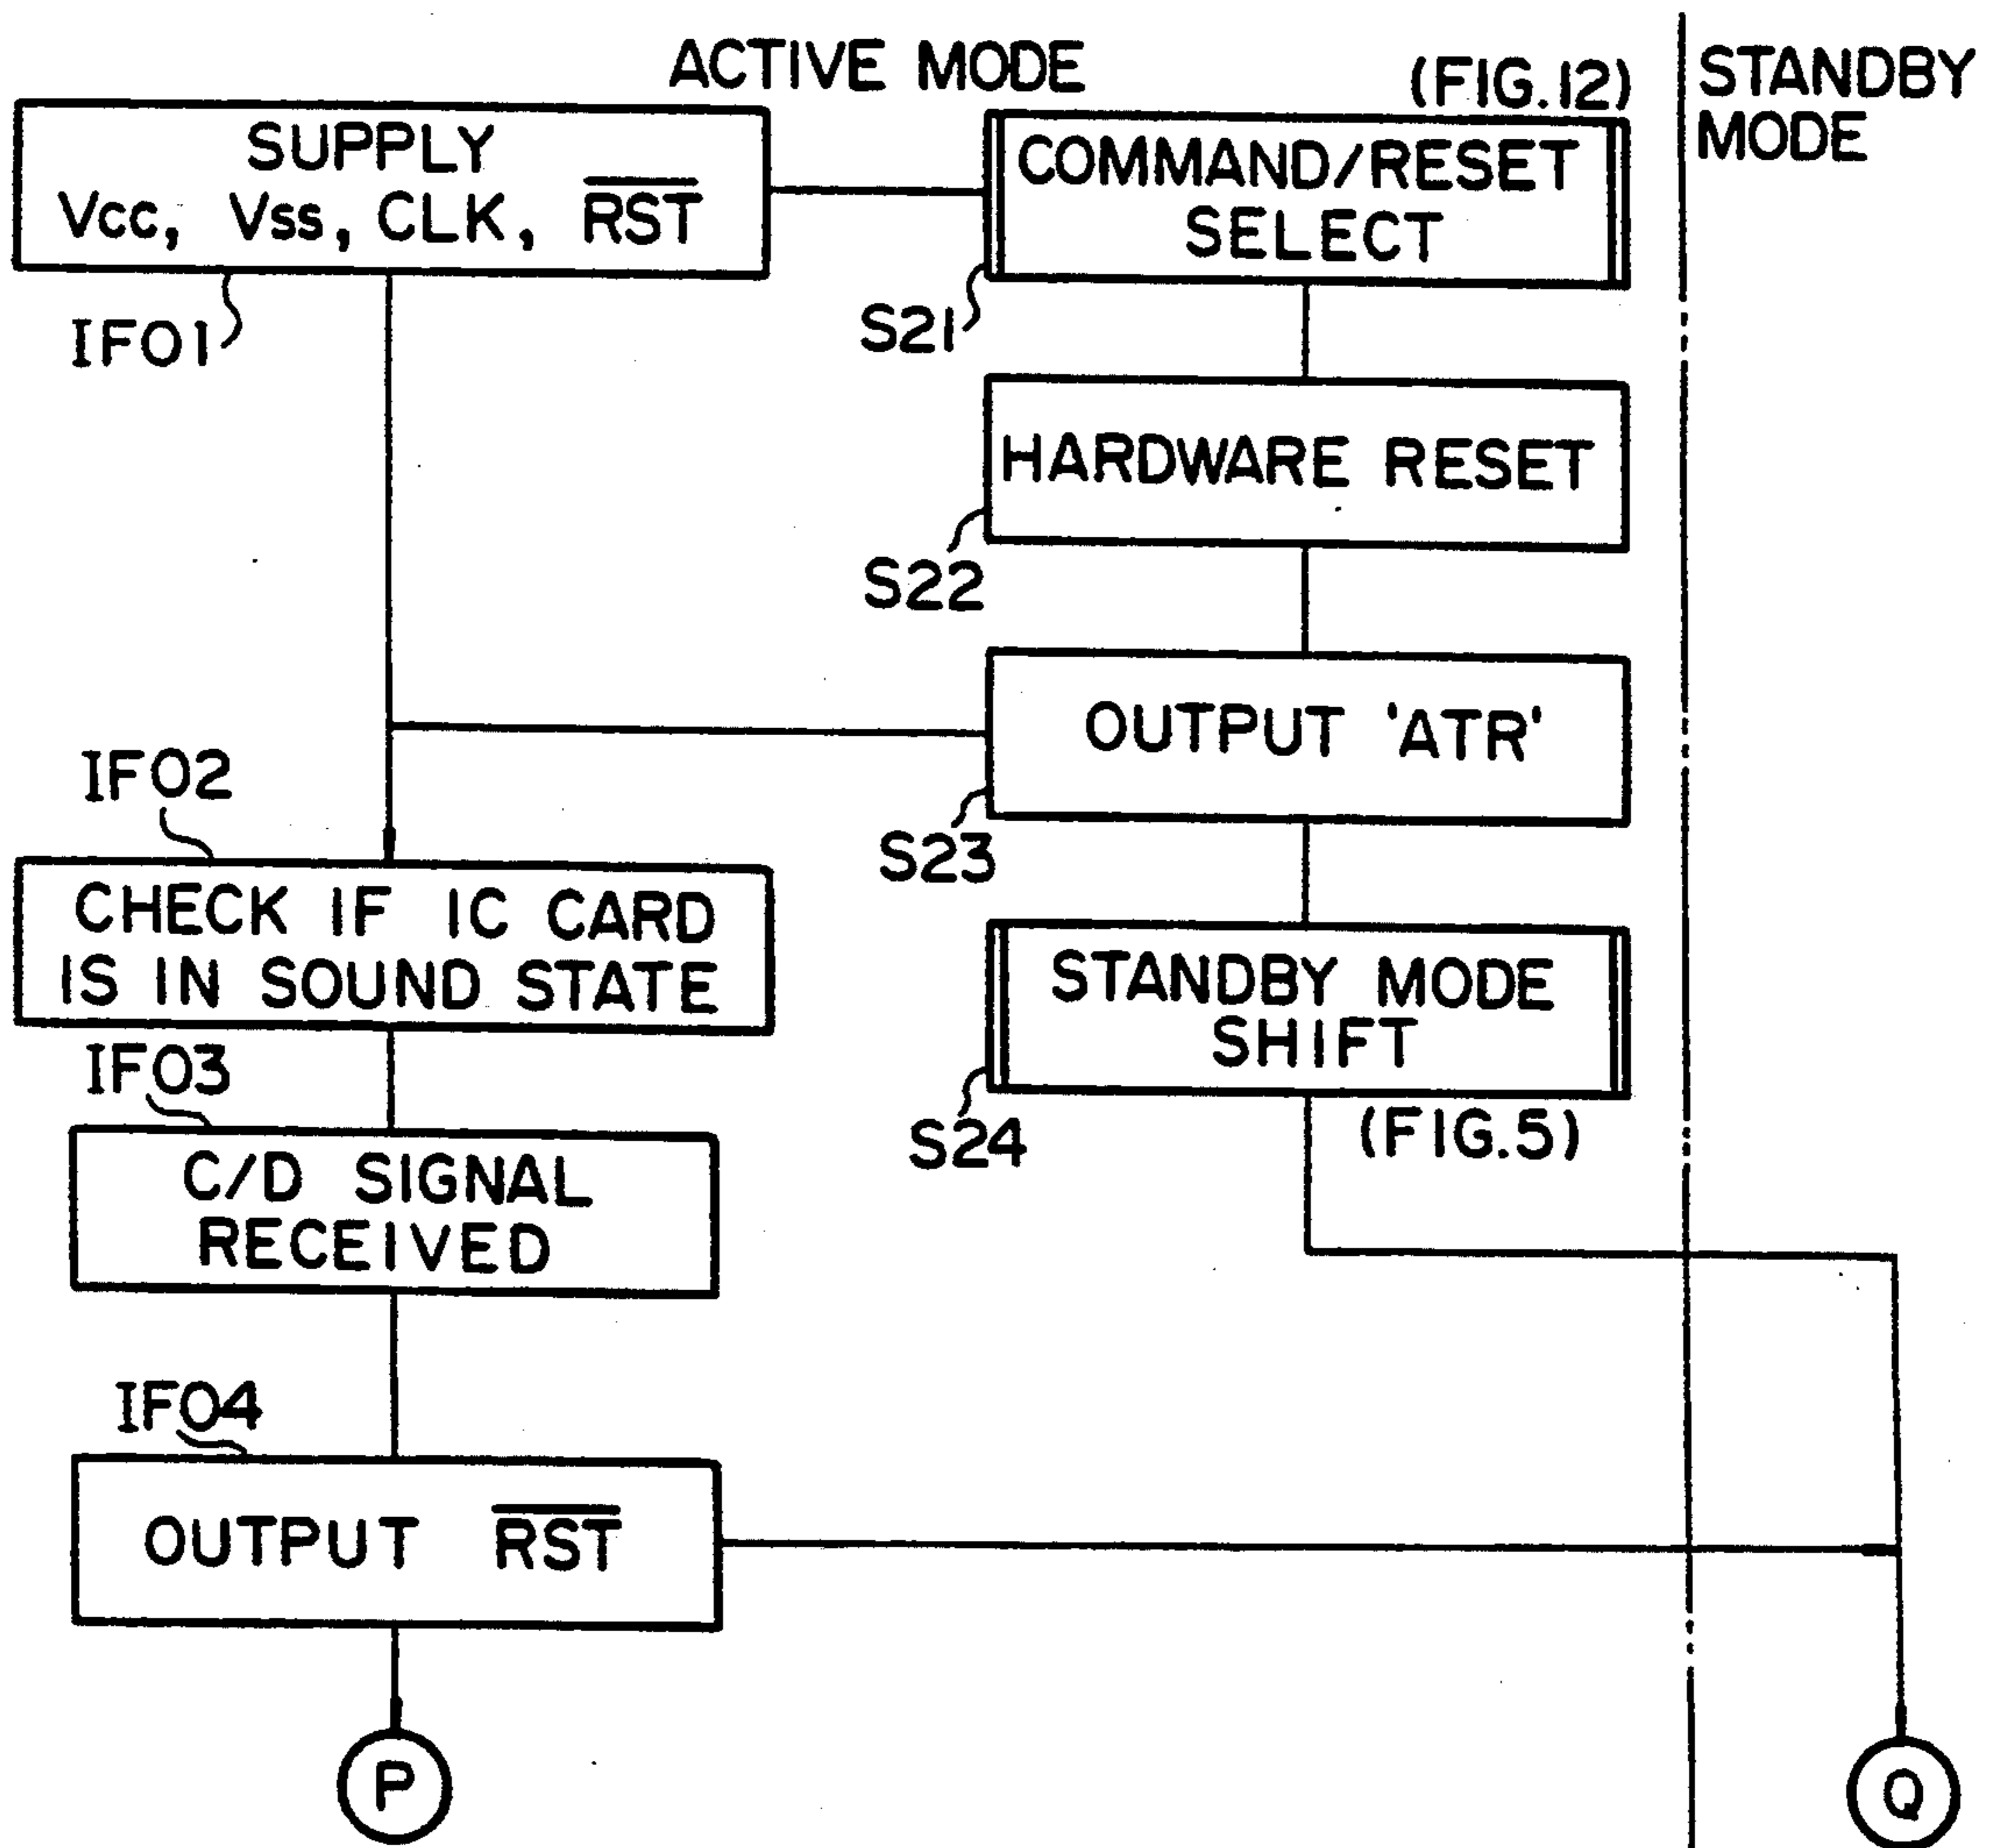 ACTIVE MODE
(FIG.12)
STANDBY
MODE
SUPPLY
Vcc, Vss, CLK, R̅S̅T̅
IF01
COMMAND/RESET
SELECT
S21
HARDWARE RESET
S22
OUTPUT 'ATR'
S23
IF02
CHECK IF IC CARD
IS IN SOUND STATE
STANDBY MODE
SHIFT
S24
(FIG.5)
IF03
C/D SIGNAL
RECEIVED
IF04
OUTPUT R̅S̅T̅
P
Q